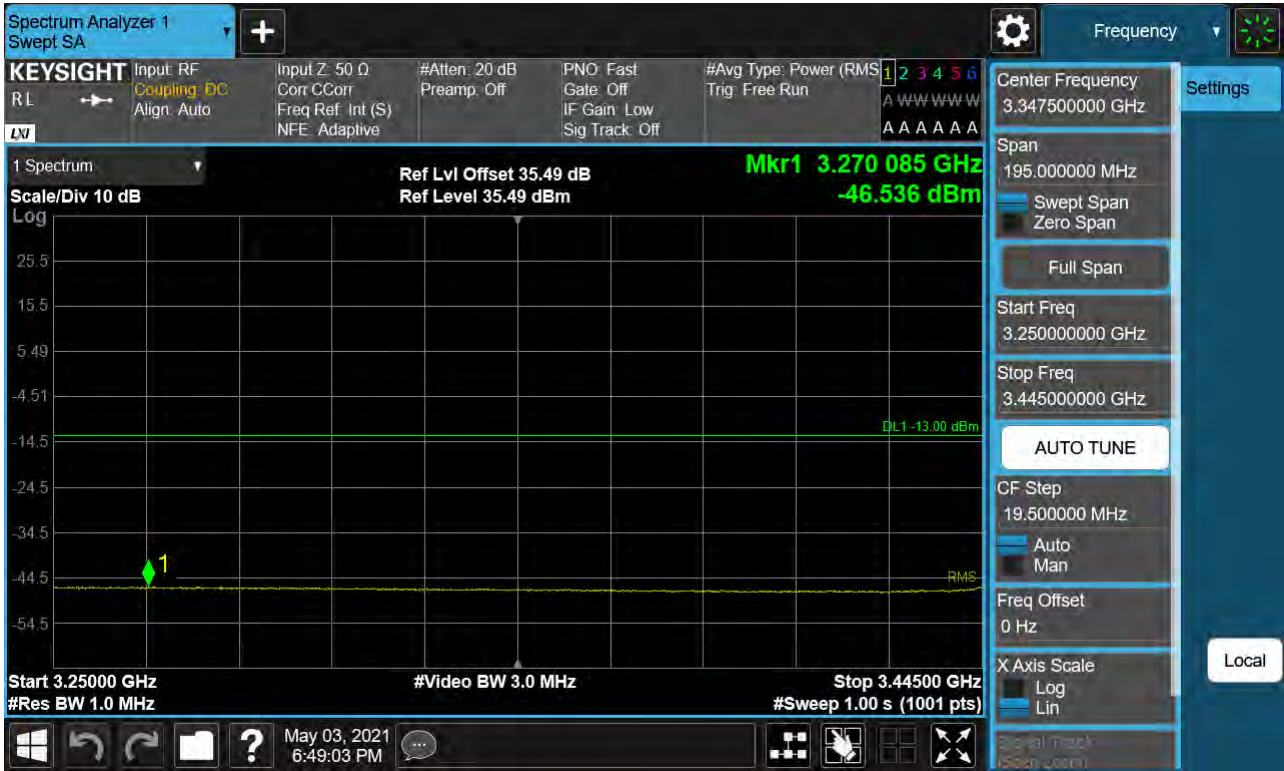 Spectrum Analyzer 1
Swept SA
Frequency
KEYSIGHT
RL
LXI
Input: RF
Coupling: DC
Align: Auto
Input Z: 50 Ω
Corr CCorr
Freq Ref: Int (S)
NFE: Adaptive
#Atten: 20 dB
Preamp: Off
PNO: Fast
Gate: Off
IF Gain: Low
Sig Track: Off
#Avg Type: Power (RMS
Trig: Free Run
1 2 3 4 5 6
A W W W W W
A A A A A A
1 Spectrum
Scale/Div 10 dB
Log
Ref Lvl Offset 35.49 dB
Ref Level 35.49 dBm
Mkr1 3.270 085 GHz
-46.536 dBm
25.5
15.5
5.49
-4.51
DL1 -13.00 dBm
-14.5
-24.5
-34.5
1
-44.5
RMS
-54.5
Start 3.25000 GHz
#Res BW 1.0 MHz
#Video BW 3.0 MHz
Stop 3.44500 GHz
#Sweep 1.00 s (1001 pts)
Center Frequency
3.347500000 GHz
Settings
Span
195.000000 MHz
Swept Span
Zero Span
Full Span
Start Freq
3.250000000 GHz
Stop Freq
3.445000000 GHz
AUTO TUNE
CF Step
19.500000 MHz
Auto
Man
Freq Offset
0 Hz
X Axis Scale
Log
Lin
Local
Signal Track
(Span Zoom)
?
May 03, 2021
6:49:03 PM